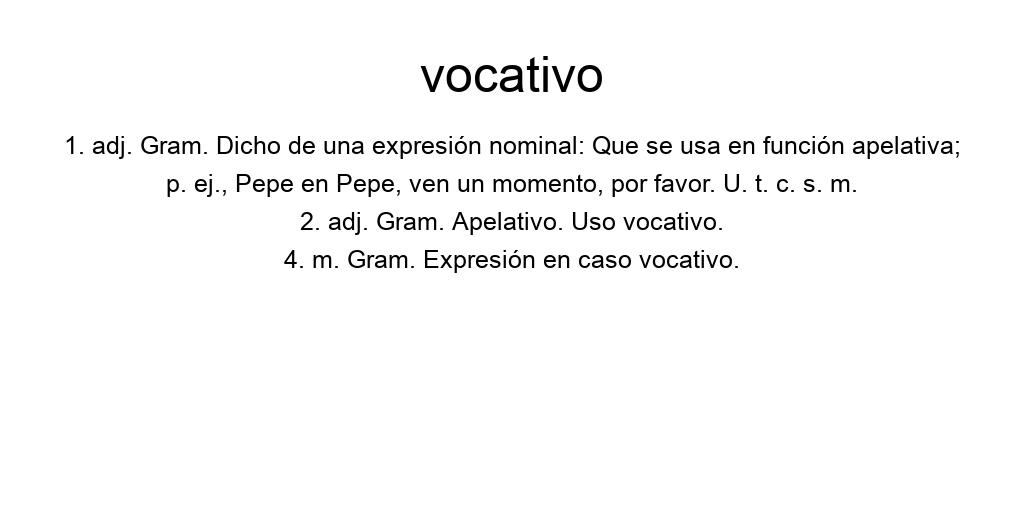 vocativo
1. adj. Gram. Dicho de una expresión nominal: Que se usa en función apelativa;
p. ej., Pepe en Pepe, ven un momento, por favor. U. t. c. s. m.
2. adj. Gram. Apelativo. Uso vocativo.
4. m. Gram. Expresión en caso vocativo.